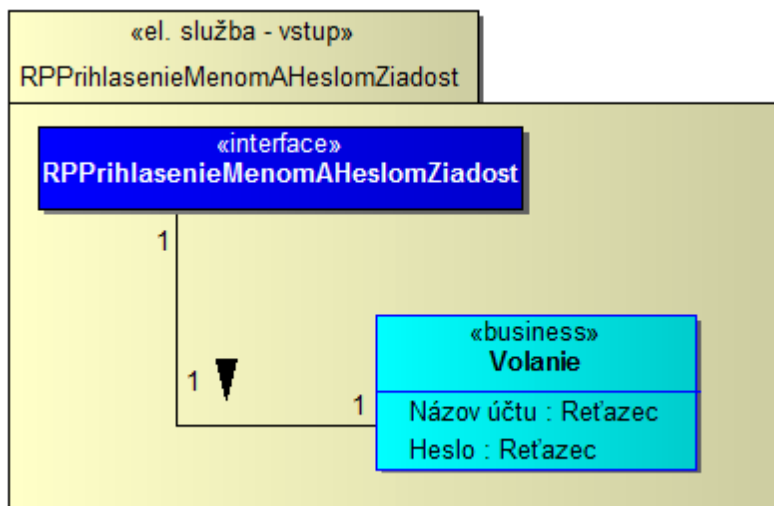 «el. služba - vstup»
RPPrihlasenieMenomAHeslomZiadost
«interface»
RPPrihlasenieMenomAHeslomZiadost
1
1
1
«business»
Volanie
Názov účtu : Reťazec
Heslo : Reťazec